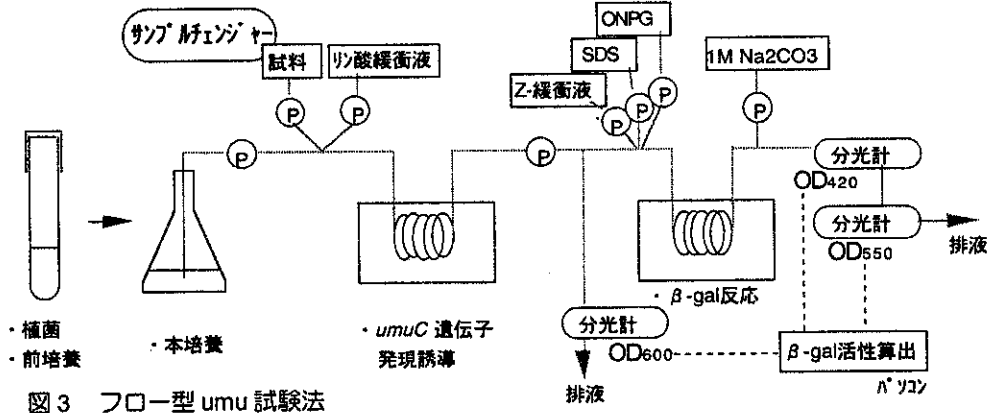 サンプルチェンジャー
試料
リン酸緩衝液
P
P
P
ONPG
SDS
Z-緩衝液
P
P
P
P
1M Na2CO3
P
分光計
OD420
分光計
OD550
排液
・植菌
・前培養
・本培養
・umuC 遺伝子
発現誘導
・β-gal反応
分光計
OD600
排液
β-gal活性算出
パソコン
図3 フロー型 umu 試験法